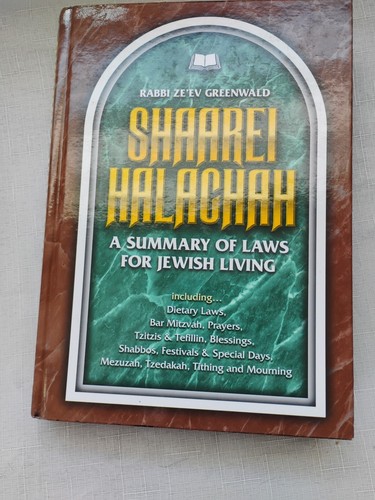 RABBI ZE'EV GREENWALD
SHAAREI
HALACHAH
A SUMMARY OF LAWS
FOR JEWISH LIVING
including...
Dietary Laws,
Bar Mitzvah, Prayers,
Tzitzis & Tefillin, Blessings,
Shabbos, Festivals & Special Days,
Mezuzah, Tzedakah, Tithing and Mourning